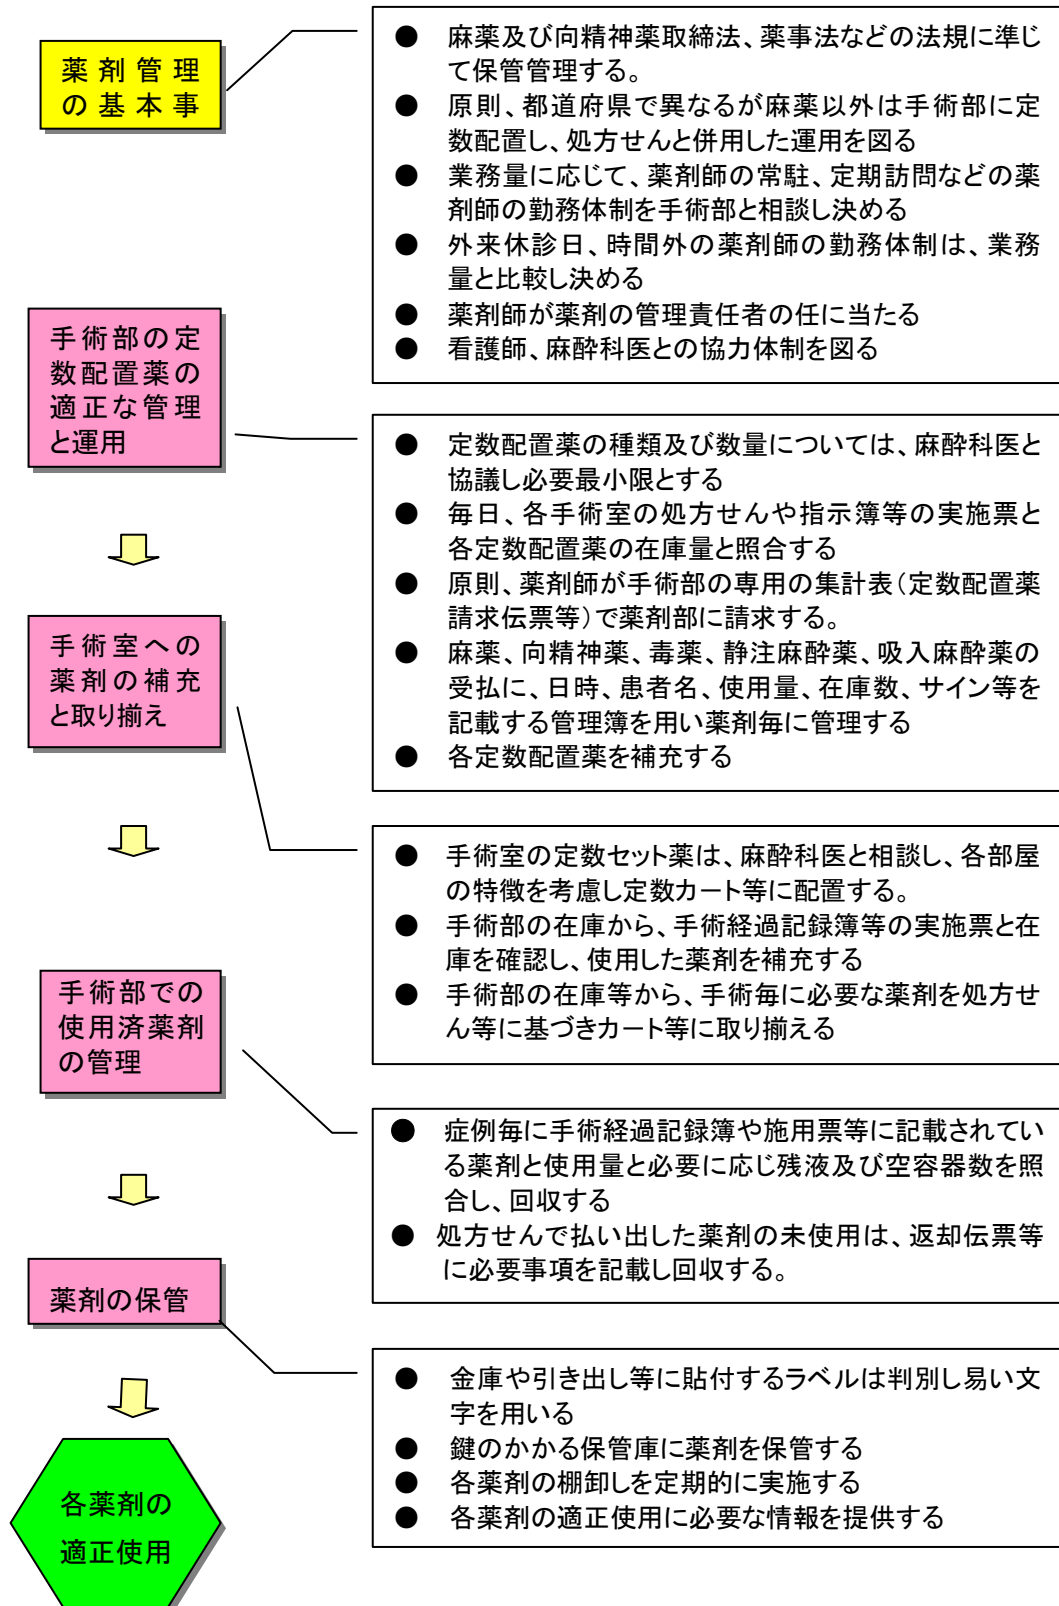 薬剤管理
の基本事
● 麻薬及び向精神薬取締法、薬事法などの法規に準じ
て保管管理する。
● 原則、都道府県で異なるが麻薬以外は手術部に定
数配置し、処方せんと併用した運用を図る
● 業務量に応じて、薬剤師の常駐、定期訪問などの薬
剤師の勤務体制を手術部と相談し決める
● 外来休診日、時間外の薬剤師の勤務体制は、業務
量と比較し決める
● 薬剤師が薬剤の管理責任者の任に当たる
● 看護師、麻酔科医との協力体制を図る
手術部の定
数配置薬の
適正な管理
と運用
● 定数配置薬の種類及び数量については、麻酔科医と
協議し必要最小限とする
● 毎日、各手術室の処方せんや指示簿等の実施票と
各定数配置薬の在庫量と照合する
● 原則、薬剤師が手術部の専用の集計表（定数配置薬
請求伝票等）で薬剤部に請求する。
● 麻薬、向精神薬、毒薬、静注麻酔薬、吸入麻酔薬の
受払に、日時、患者名、使用量、在庫数、サイン等を
記載する管理簿を用い薬剤毎に管理する
● 各定数配置薬を補充する
手術室への
薬剤の補充
と取り揃え
● 手術室の定数セット薬は、麻酔科医と相談し、各部屋
の特徴を考慮し定数カート等に配置する。
● 手術部の在庫から、手術経過記録簿等の実施票と在
庫を確認し、使用した薬剤を補充する
● 手術部の在庫等から、手術毎に必要な薬剤を処方せ
ん等に基づきカート等に取り揃える
手術部での
使用済薬剤
の管理
● 症例毎に手術経過記録簿や施用票等に記載されてい
る薬剤と使用量と必要に応じ残液及び空容器数を照
合し、回収する
● 処方せんで払い出した薬剤の未使用は、返却伝票等
に必要事項を記載し回収する。
薬剤の保管
● 金庫や引き出し等に貼付するラベルは判別し易い文
字を用いる
● 鍵のかかる保管庫に薬剤を保管する
● 各薬剤の棚卸しを定期的に実施する
● 各薬剤の適正使用に必要な情報を提供する
各薬剤の
適正使用